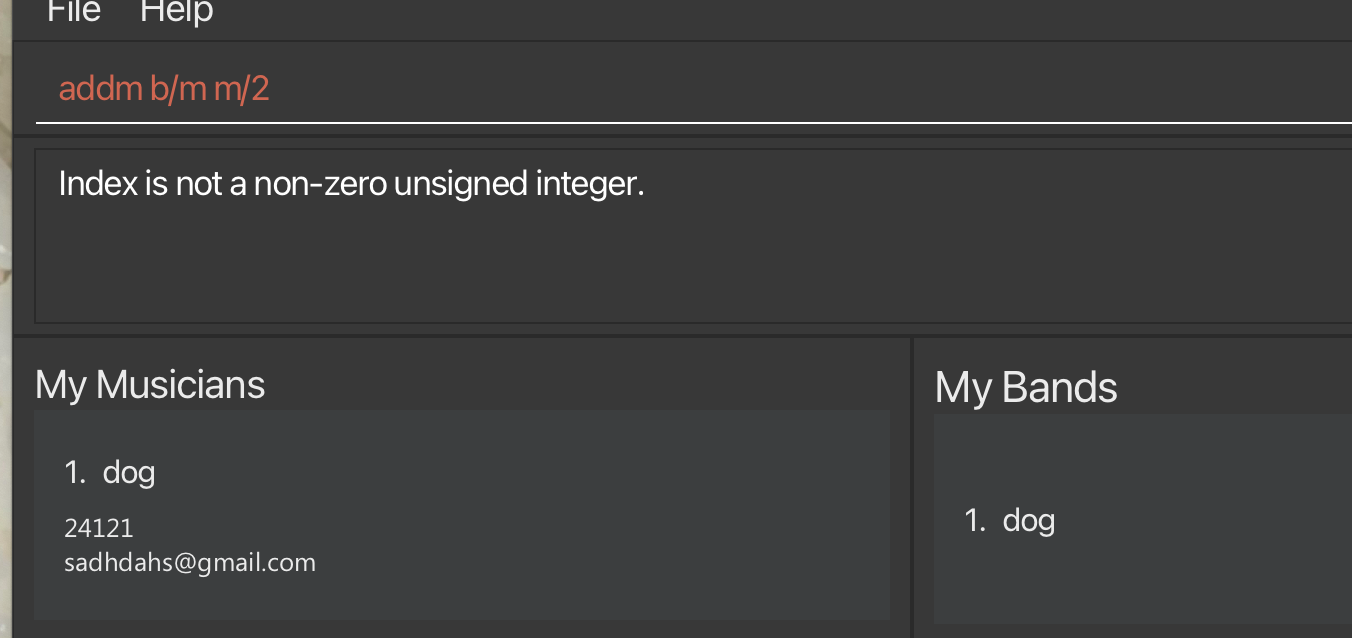 File Help
addm b/m m/2
Index is not a non-zero unsigned integer.
My Musicians
1. dog
24121
sadhdahs@gmail.com
My Bands
1. dog